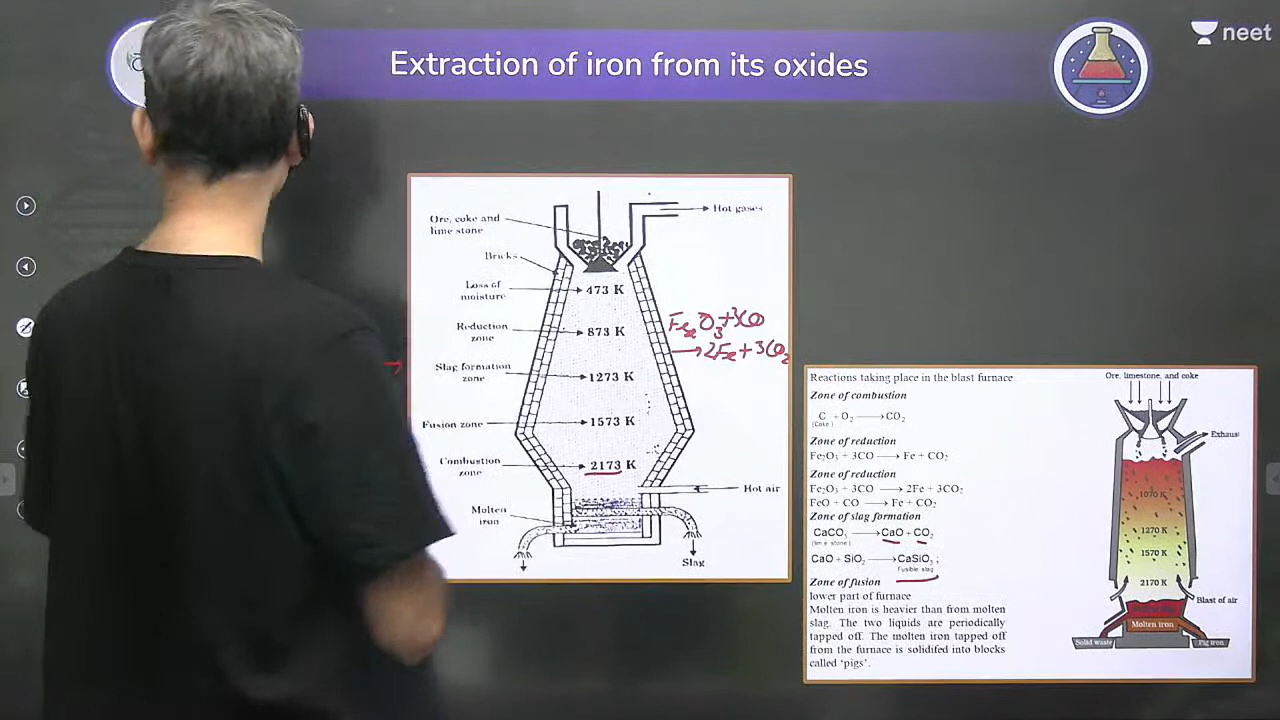 Extraction of iron from its oxides
neet
Ore, coke and
lime stone
Hot gases
Bricks
Loss of
moisture
473 K
Reduction
zone
873 K
Fe2O3+3CO
→2Fe+3CO2
Slag formation
zone
1273 K
Fusion zone
1573 K
Combustion
zone
2173 K
Hot air
Molten
iron
Slag
Reactions taking place in the blast furnace
Zone of combustion
C + O₂ ⟶ CO₂
(Coke)
Zone of reduction
Fe₂O₃ + 3CO ⟶ Fe + CO₂
Zone of reduction
Fe₂O₃ + 3CO ⟶ 2Fe + 3CO₂
FeO + CO ⟶ Fe + CO₂
Zone of slag formation
CaCO₃ ⟶ CaO + CO₂
(lime stone)
CaO + SiO₂ ⟶ CaSiO₃ ;
Fusible slag
Zone of fusion
lower part of furnace
Molten iron is heavier than from molten
slag. The two liquids are periodically
tapped off. The molten iron tapped off
from the furnace is solidifed into blocks
called 'pigs'.
Ore, limestone, and coke
Exhaust
1070 K
1270 K
1570 K
2170 K
Blast of air
Molten iron
Solid waste
Pig iron